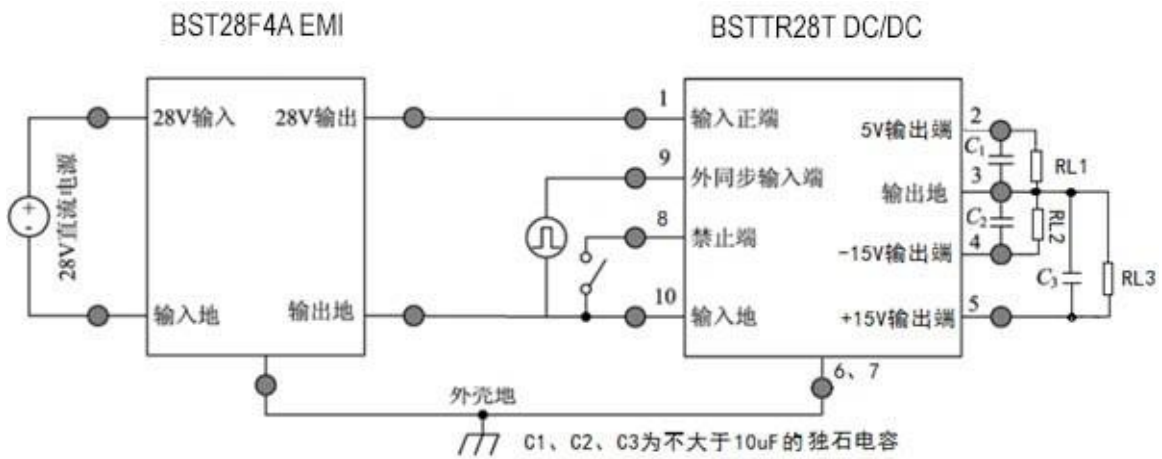 BST28F4A EMI
BSTTR28T DC/DC
28V输入
28V输出
1
输入正端
5V输出端
2
C1
RL1
9
外同步输入端
3
输出地
+
-
28V直流电源
8
禁止端
C2
RL2
4
-15V输出端
C3
RL3
输入地
输出地
10
输入地
+15V输出端
5
6、7
外壳地
C1、C2、C3为不大于10uF的独石电容